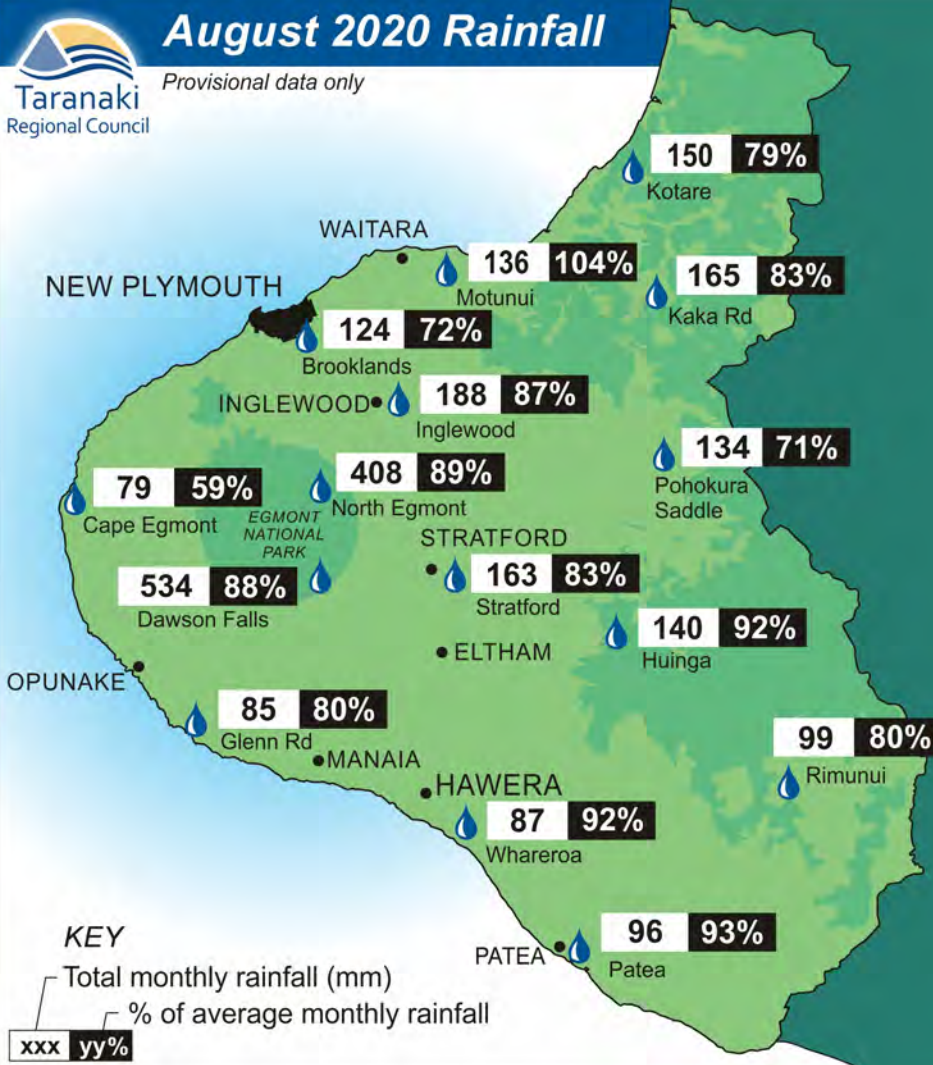 August 2020 Rainfall
Provisional data only
Taranaki
Regional Council
150 79%
Kotare
WAITARA
136 104%
Motunui
NEW PLYMOUTH
165 83%
Kaka Rd
124 72%
Brooklands
INGLEWOOD
188 87%
Inglewood
134 71%
Pohokura
Saddle
79 59%
Cape Egmont
408 89%
North Egmont
EGMONT
NATIONAL
PARK
STRATFORD
163 83%
Stratford
534 88%
Dawson Falls
140 92%
Huinga
ELTHAM
OPUNAKE
85 80%
Glenn Rd
99 80%
Rimunui
MANAIA
HAWERA
87 92%
Whareroa
96 93%
PATEA
Patea
KEY
Total monthly rainfall (mm)
% of average monthly rainfall
xxx yy%